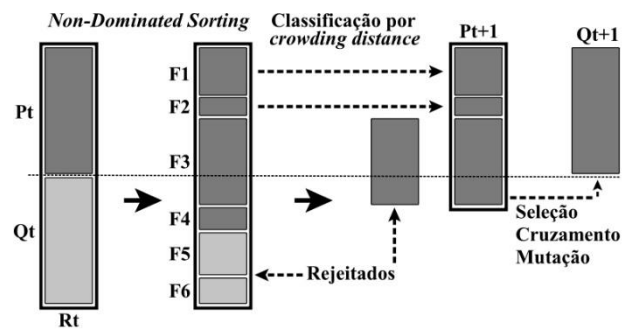 Non-Dominated Sorting
Classificação por
crowding distance
Pt+1
Qt+1
Pt
Qt
Rt
F1
F2
F3
F4
F5
F6
Rejeitados
Seleção
Cruzamento
Mutação